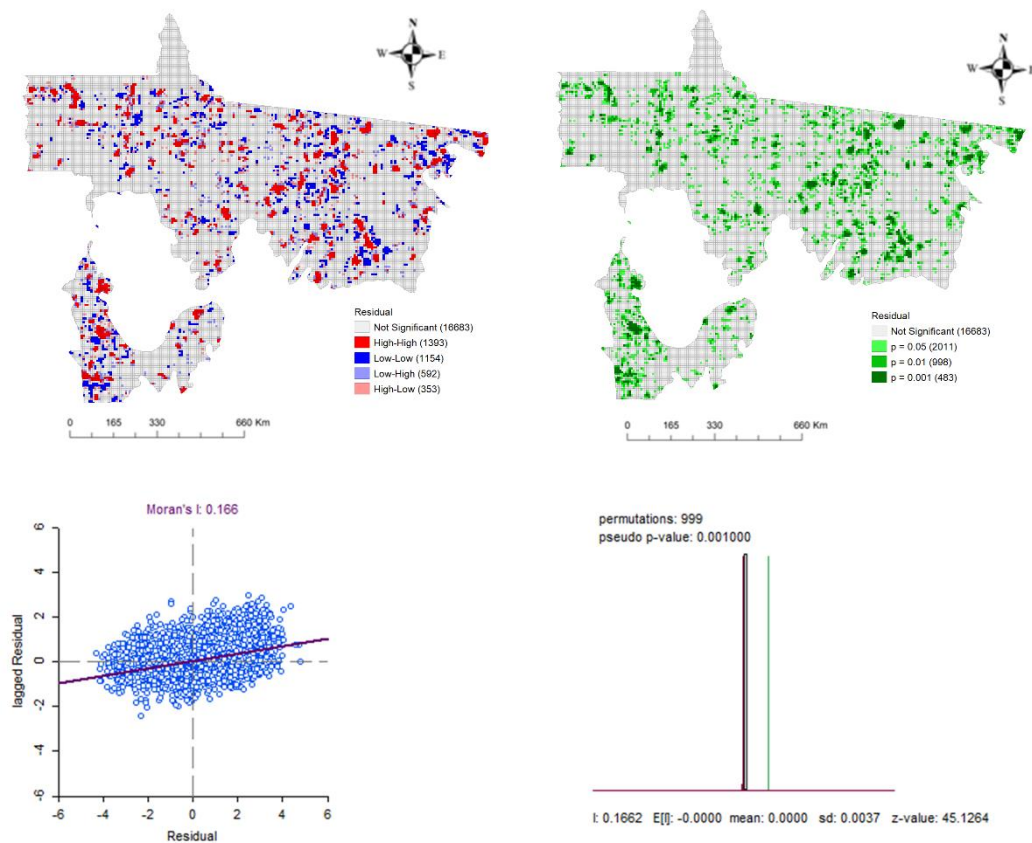 N
W E
S
Residual
Not Significant (16683)
High-High (1393)
Low-Low (1154)
Low-High (592)
High-Low (353)
0 165 330 660 Km
N
W
S
Residual
Not Significant (16683)
p = 0.05 (2011)
p = 0.01 (998)
p = 0.001 (483)
0 165 330 660 Km
Moran's I: 0.166
6
4
2
0
-2
-4
-6
lagged Residual
-6 -4 -2 0 2 4 6
Residual
permutations: 999
pseudo p-value: 0.001000
I: 0.1662 E[I]: -0.0000 mean: 0.0000 sd: 0.0037 z-value: 45.1264